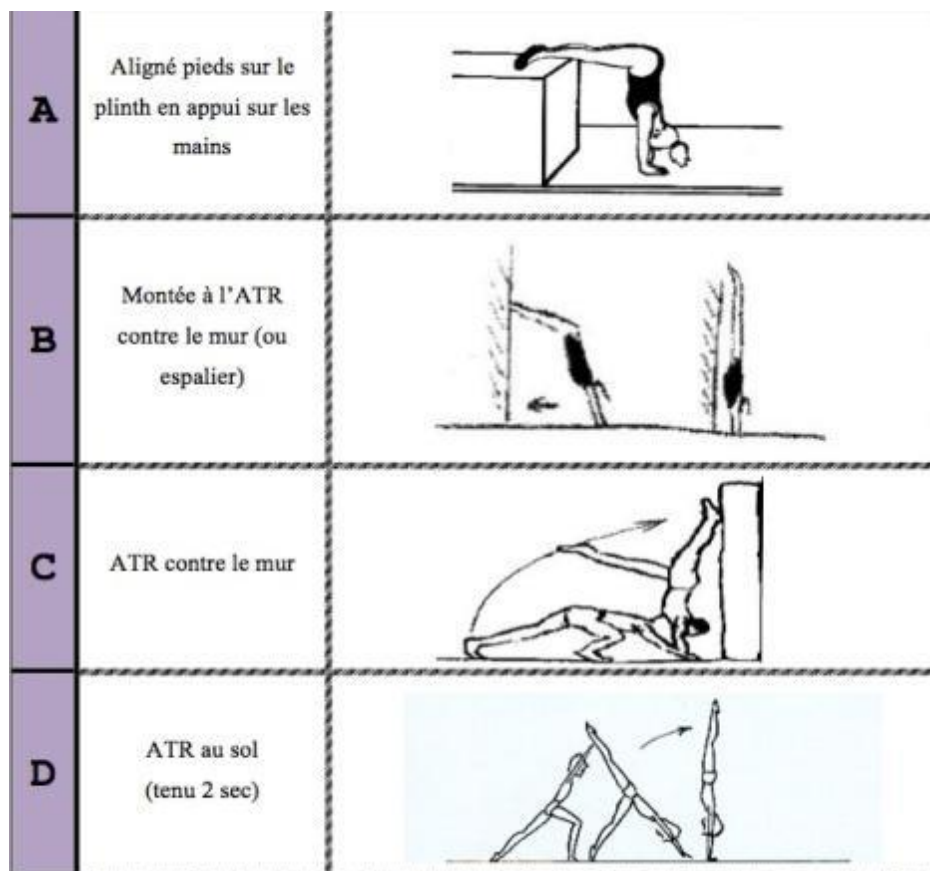 A
Aligné pieds sur le
plinth en appui sur les
mains
B
Montée à l'ATR
contre le mur (ou
espalier)
C
ATR contre le mur
D
ATR au sol
(tenu 2 sec)